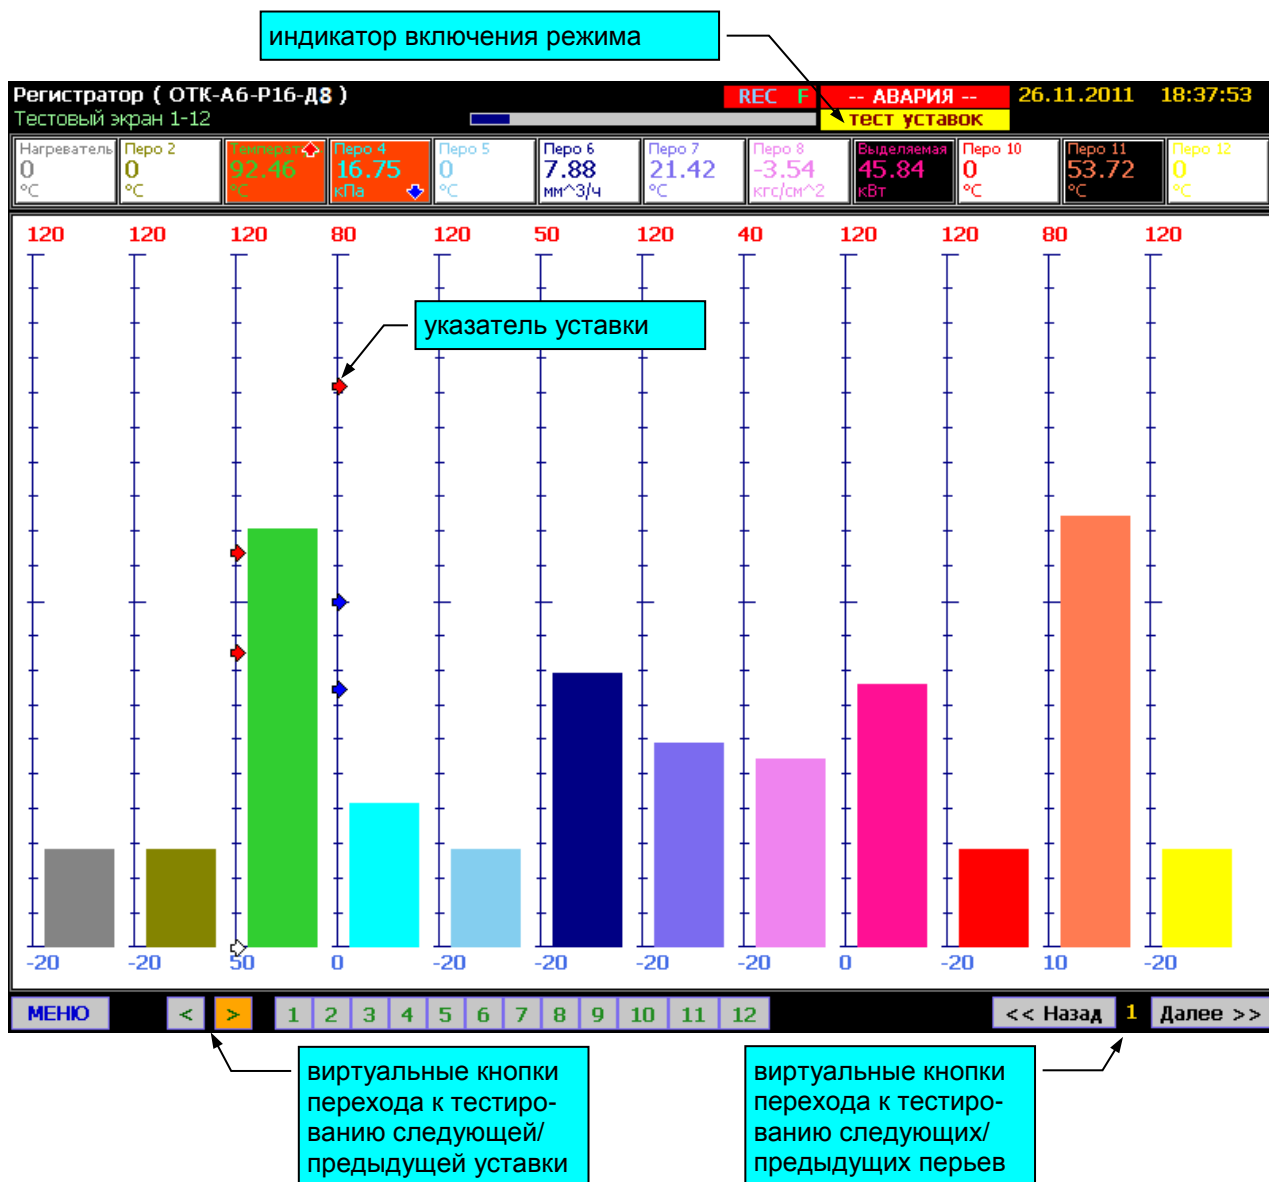 индикатор включения режима
Регистратор ( ОТК-А6-Р16-Д8 )
REC F
-- АВАРИЯ --
26.11.2011 18:37:53
Тестовый экран 1-12
тест уставок
Нагреватель
0
°C
Перо 2
0
°C
Температ
92.46
°C
Перо 4
16.75
кПа
Перо 5
0
°C
Перо 6
7.88
мм^3/ч
Перо 7
21.42
°C
Перо 8
-3.54
кгс/см^2
Выделяемая
45.84
кВт
Перо 10
0
°C
Перо 11
53.72
°C
Перо 12
0
°C
120 120 120 80 120 50 120 40 120 120 80 120
указатель уставки
-20 -20 50 0 -20 -20 -20 -20 0 -20 10 -20
МЕНЮ < > 1 2 3 4 5 6 7 8 9 10 11 12 << Назад 1 Далее >>
виртуальные кнопки
перехода к тестиро-
ванию следующей/
предыдущей уставки
виртуальные кнопки
перехода к тестиро-
ванию следующих/
предыдущих перьев